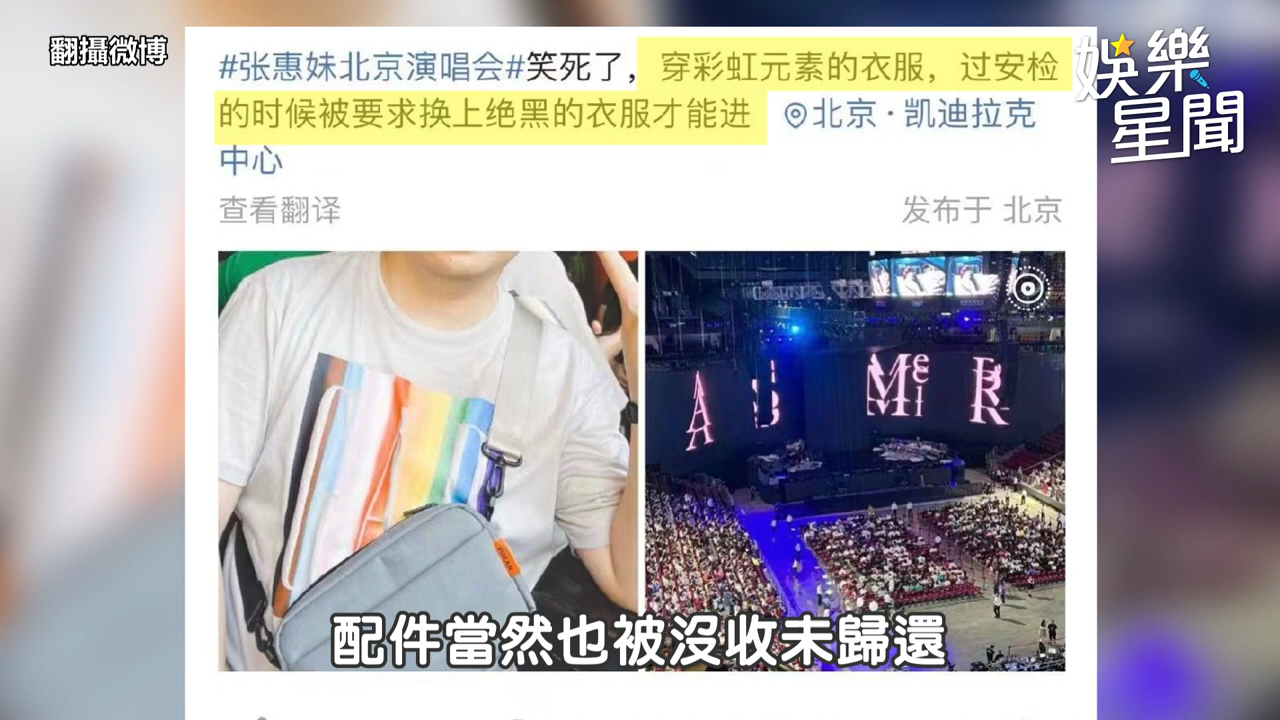 翻攝微博
娛樂
星聞
#张惠妹北京演唱会#笑死了，穿彩虹元素的衣服，过安检
的时候被要求换上绝黑的衣服才能进 北京·凯迪拉克
中心
查看翻译 发布于 北京
ASMR
Me
配件當然也被沒收未歸還